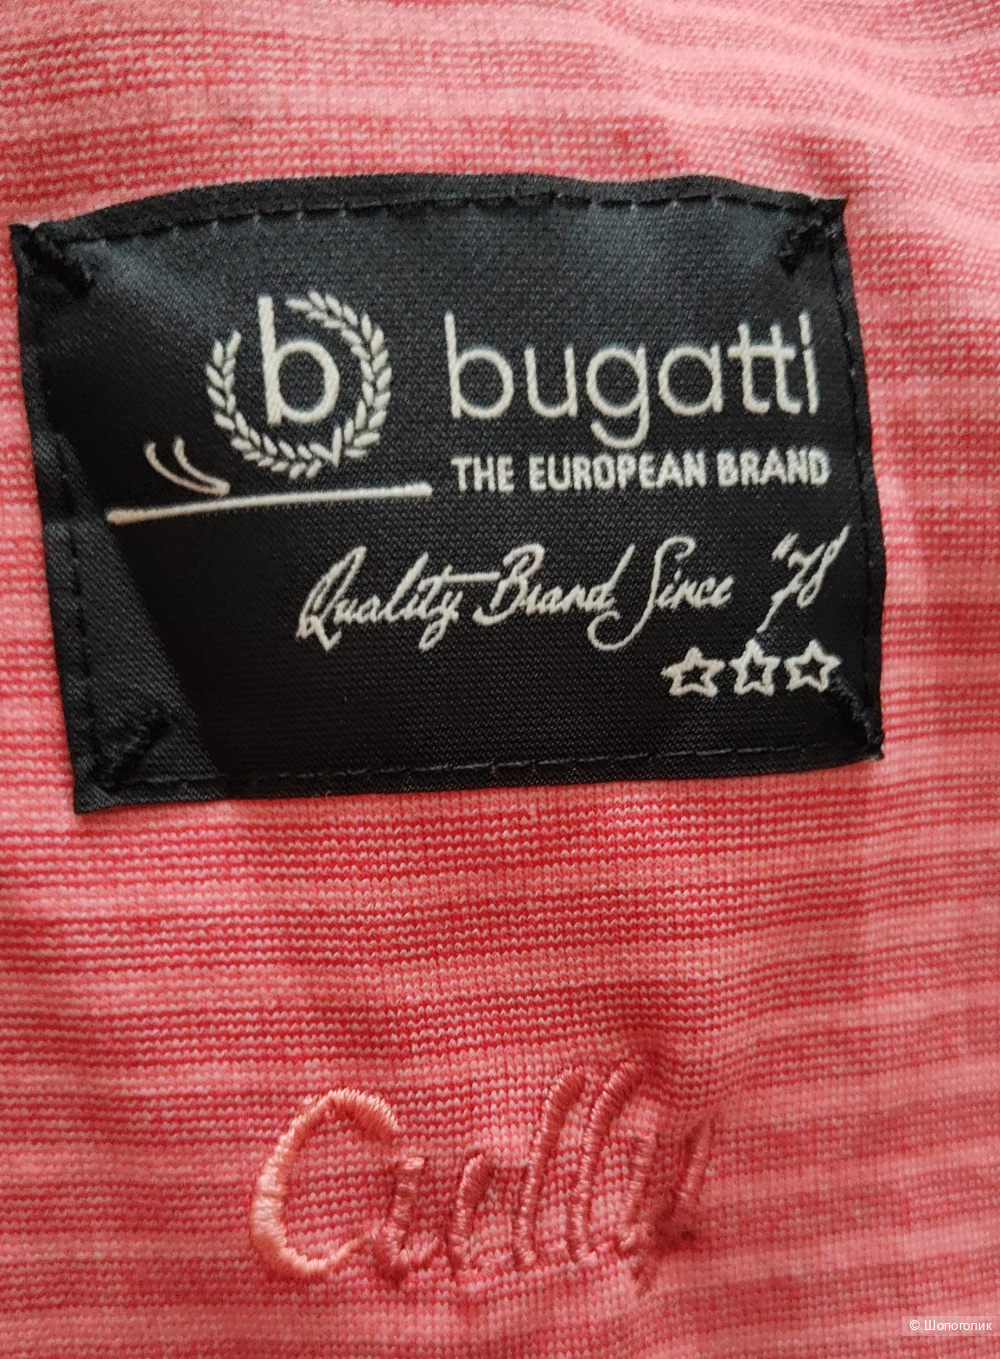 b bugatti
THE EUROPEAN BRAND
Quality Brand Since "78
© Шопоголик